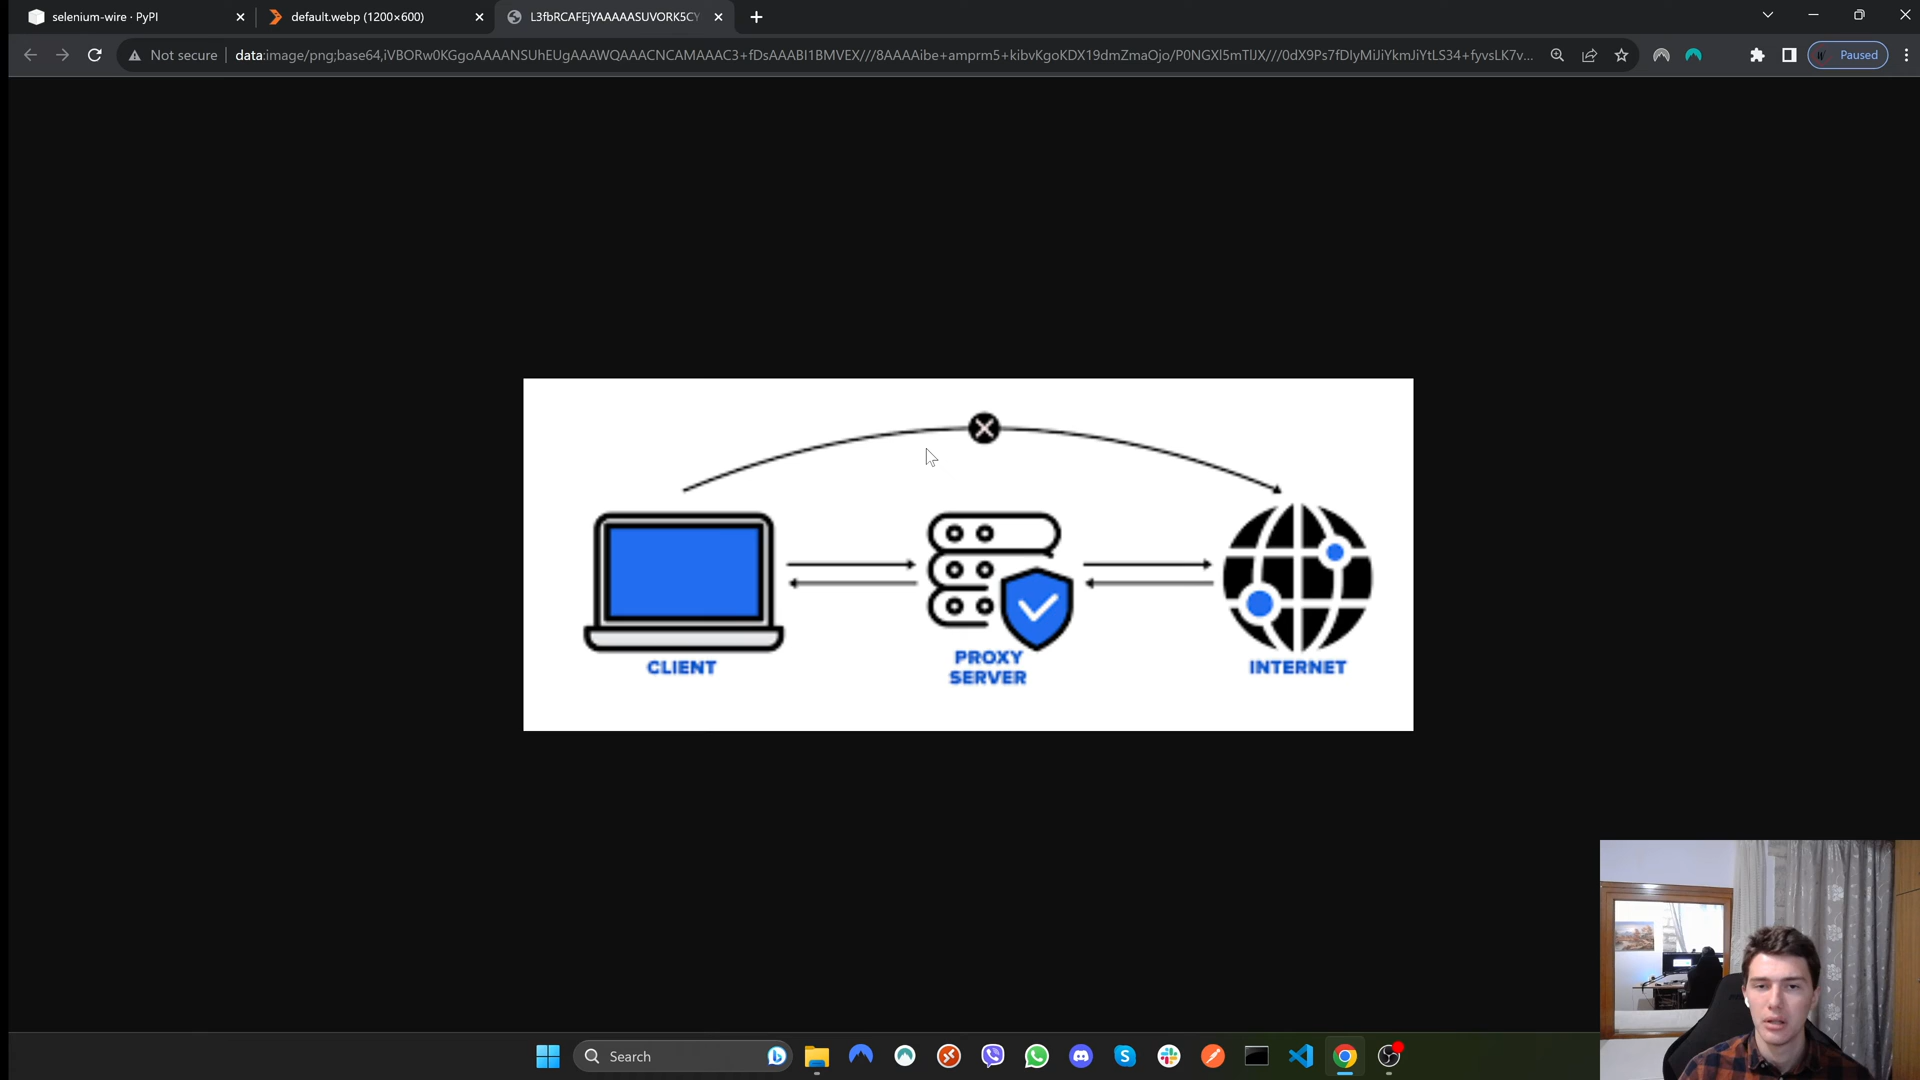 selenium-wire · PyPI
default.webp (1200×600)
L3fbRCAFEjYAAAAASUVORK5CY
Not secure
data:image/png;base64,iVBORw0KGgoAAAANSUhEUgAAAWQAAACNCAMAAAC3+fDsAAABI1BMVEX///8AAAAibe+amprm5+kibvKgoKDX19dmZmaOjo/P0NGXl5mTlJX///0dX9Ps7fDIyMiJiYkmJiYtLS34+fyvsLK7v...
Paused
CLIENT
PROXY
SERVER
INTERNET
Search